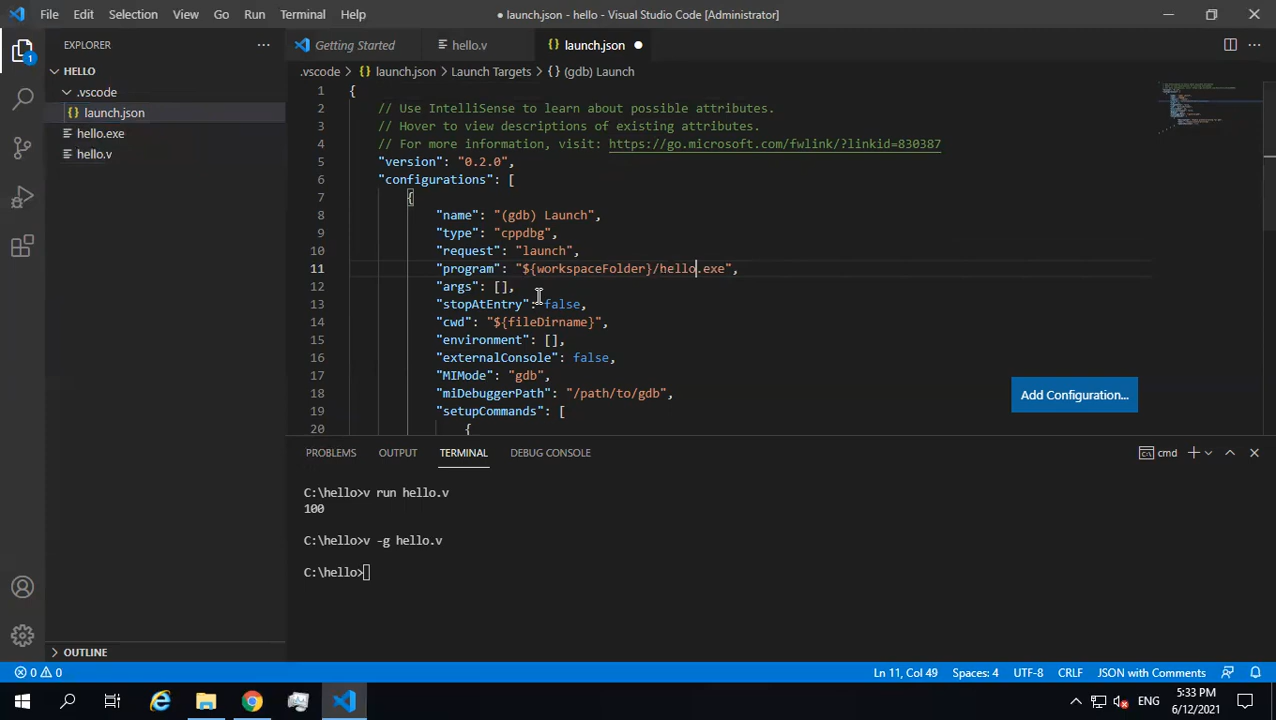 File Edit Selection View Go Run Terminal Help
● launch.json - hello - Visual Studio Code [Administrator]
EXPLORER
Getting Started
hello.v
{} launch.json ●
HELLO
.vscode > {} launch.json > Launch Targets > {} (gdb) Launch
.vscode
{} launch.json
hello.exe
hello.v
1 {
2 // Use IntelliSense to learn about possible attributes.
3 // Hover to view descriptions of existing attributes.
4 // For more information, visit: https://go.microsoft.com/fwlink/?linkid=830387
5 "version": "0.2.0",
6 "configurations": [
7 {
8 "name": "(gdb) Launch",
9 "type": "cppdbg",
10 "request": "launch",
11 "program": "${workspaceFolder}/hello.exe",
12 "args": [],
13 "stopAtEntry": false,
14 "cwd": "${fileDirname}",
15 "environment": [],
16 "externalConsole": false,
17 "MIMode": "gdb",
18 "miDebuggerPath": "/path/to/gdb",
19 "setupCommands": [
20 {
Add Configuration...
PROBLEMS OUTPUT TERMINAL DEBUG CONSOLE
cmd
C:\hello>v run hello.v
100
C:\hello>v -g hello.v
C:\hello>
OUTLINE
0 0
Ln 11, Col 49 Spaces: 4 UTF-8 CRLF JSON with Comments
1
ENG
5:33 PM
6/12/2021